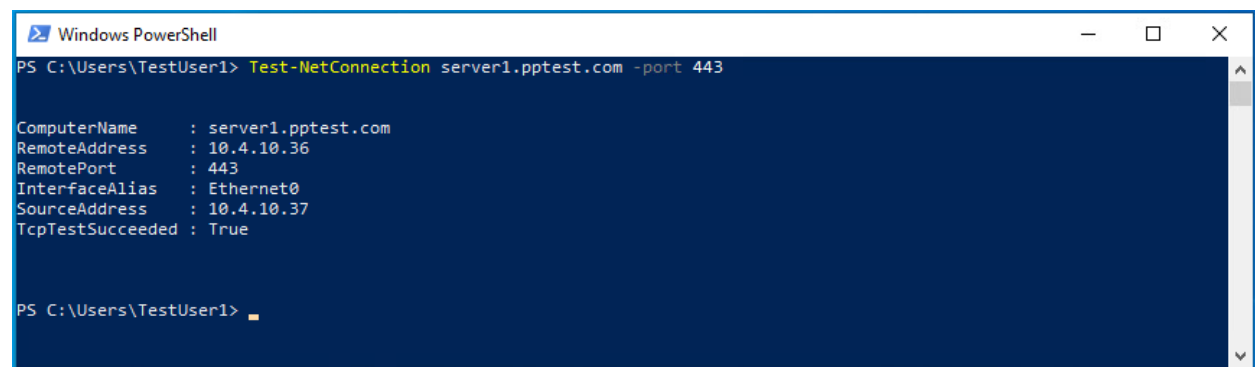 Windows PowerShell
PS C:\Users\TestUser1> Test-NetConnection server1.pptest.com -port 443
ComputerName     : server1.pptest.com
RemoteAddress    : 10.4.10.36
RemotePort       : 443
InterfaceAlias   : Ethernet0
SourceAddress    : 10.4.10.37
TcpTestSucceeded : True
PS C:\Users\TestUser1>